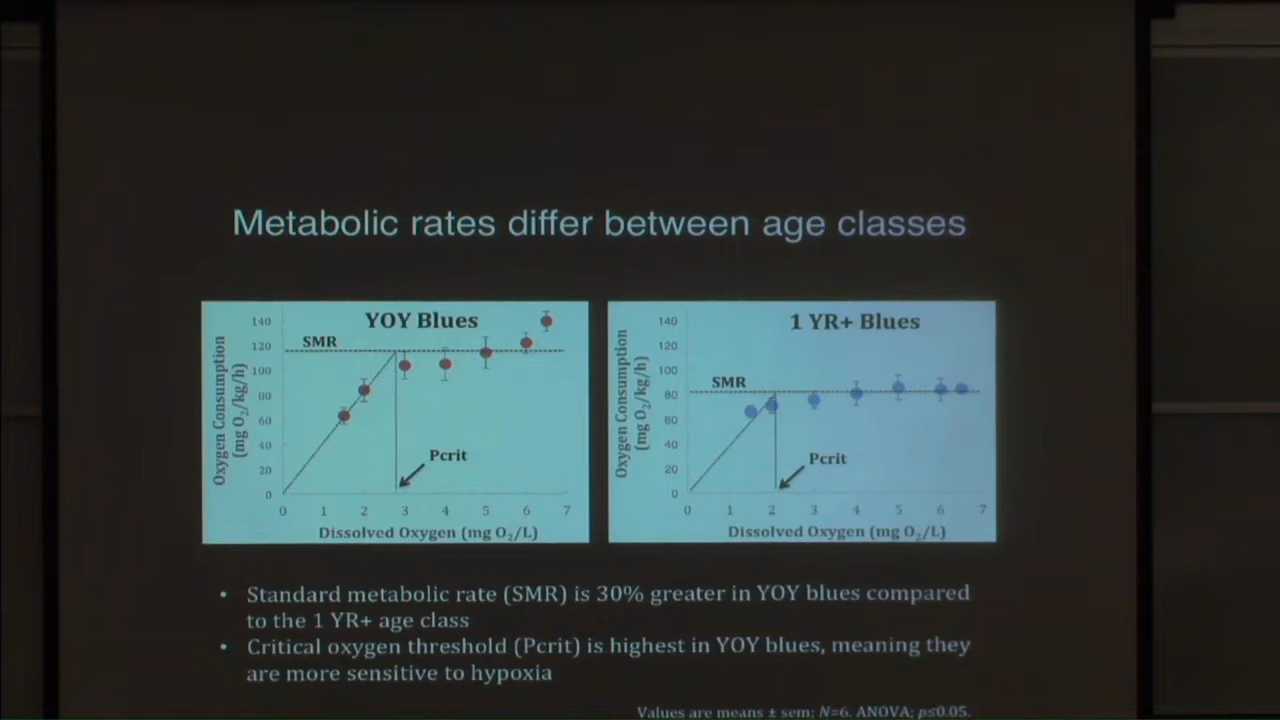 Metabolic rates differ between age classes
YOY Blues
SMR
Pcrit
Oxygen Consumption
(mg O₂/kg/h)
140
120
100
80
60
40
20
0
0 1 2 3 4 5 6 7
Dissolved Oxygen (mg O₂/L)
1 YR+ Blues
SMR
Pcrit
Oxygen Consumption
(mg O₂/kg/h)
140
120
100
80
60
40
20
0
0 1 2 3 4 5 6 7
Dissolved Oxygen (mg O₂/L)
• Standard metabolic rate (SMR) is 30% greater in YOY blues compared
to the 1 YR+ age class
• Critical oxygen threshold (Pcrit) is highest in YOY blues, meaning they
are more sensitive to hypoxia
Values are means ± sem; N=6. ANOVA; p≤0.05.